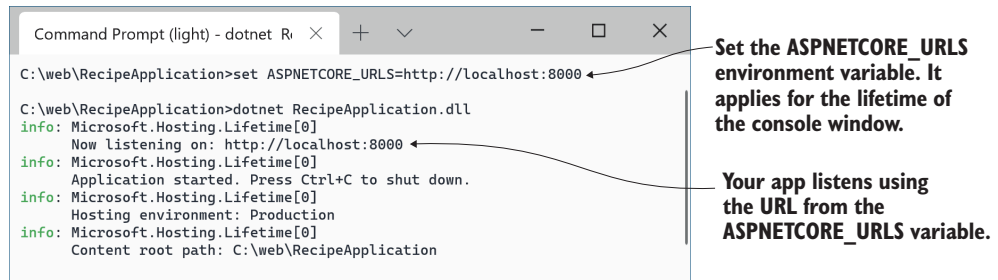 Command Prompt (light) - dotnet Re
C:\web\RecipeApplication>set ASPNETCORE_URLS=http://localhost:8000
C:\web\RecipeApplication>dotnet RecipeApplication.dll
info: Microsoft.Hosting.Lifetime[0]
Now listening on: http://localhost:8000
info: Microsoft.Hosting.Lifetime[0]
Application started. Press Ctrl+C to shut down.
info: Microsoft.Hosting.Lifetime[0]
Hosting environment: Production
info: Microsoft.Hosting.Lifetime[0]
Content root path: C:\web\RecipeApplication
Set the ASPNETCORE_URLS
environment variable. It
applies for the lifetime of
the console window.
Your app listens using
the URL from the
ASPNETCORE_URLS variable.